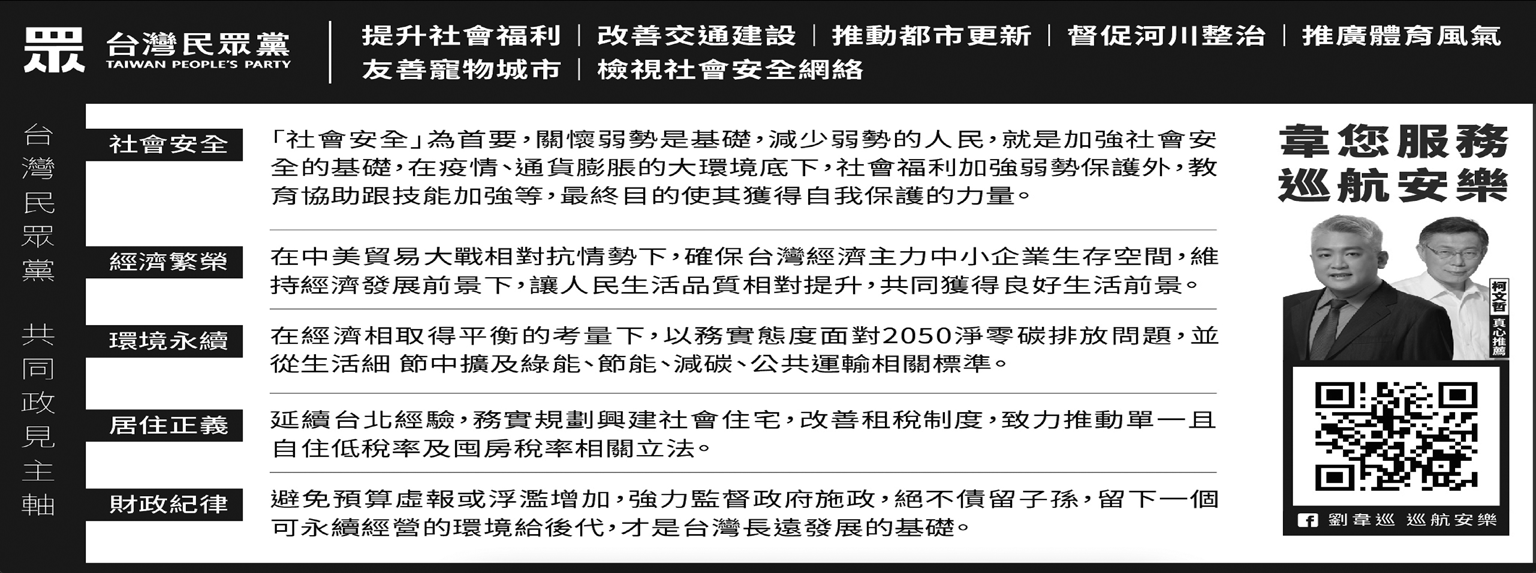 眾 台灣民眾黨
TAIWAN PEOPLE'S PARTY
提升社會福利｜改善交通建設｜推動都市更新｜督促河川整治｜推廣體育風氣
友善寵物城市｜檢視社會安全網絡
台灣民眾黨 共同政見主軸
社會安全
「社會安全」為首要，關懷弱勢是基礎，減少弱勢的人民，就是加強社會安
全的基礎，在疫情、通貨膨脹的大環境底下，社會福利加強弱勢保護外，教
育協助跟技能加強等，最終目的使其獲得自我保護的力量。
經濟繁榮
在中美貿易大戰相對抗情勢下，確保台灣經濟主力中小企業生存空間，維
持經濟發展前景下，讓人民生活品質相對提升，共同獲得良好生活前景。
環境永續
在經濟相取得平衡的考量下，以務實態度面對2050淨零碳排放問題，並
從生活細 節中擴及綠能、節能、減碳、公共運輸相關標準。
居住正義
延續台北經驗，務實規劃興建社會住宅，改善租稅制度，致力推動單一且
自住低稅率及囤房稅率相關立法。
財政紀律
避免預算虛報或浮濫增加，強力監督政府施政，絕不債留子孫，留下一個
可永續經營的環境給後代，才是台灣長遠發展的基礎。
韋您服務
巡航安樂
柯文哲
真心推薦
劉韋巡 巡航安樂